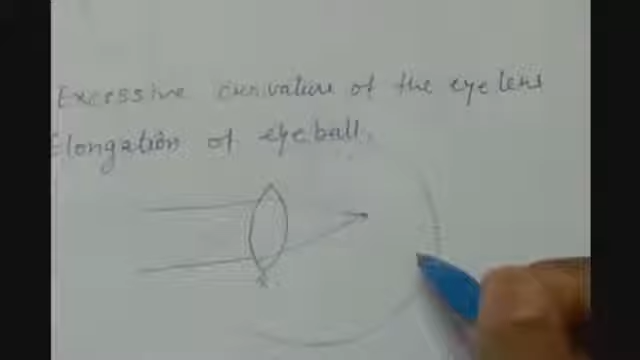 Excessive curvature of the eye lens
Elongation of eyeball.